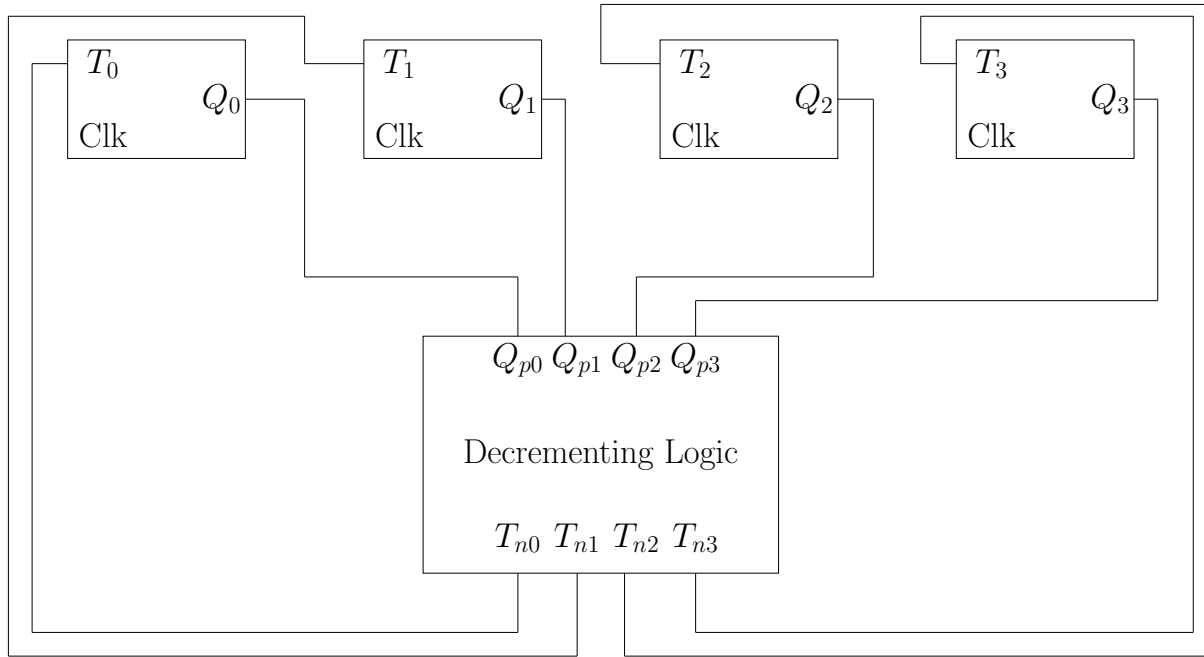 T₀ T₁ T₂ T₃
Q₀ Q₁ Q₂ Q₃
Clk Clk Clk Clk
Qₚ₀ Qₚ₁ Qₚ₂ Qₚ₃
Decrementing Logic
Tₙ₀ Tₙ₁ Tₙ₂ Tₙ₃